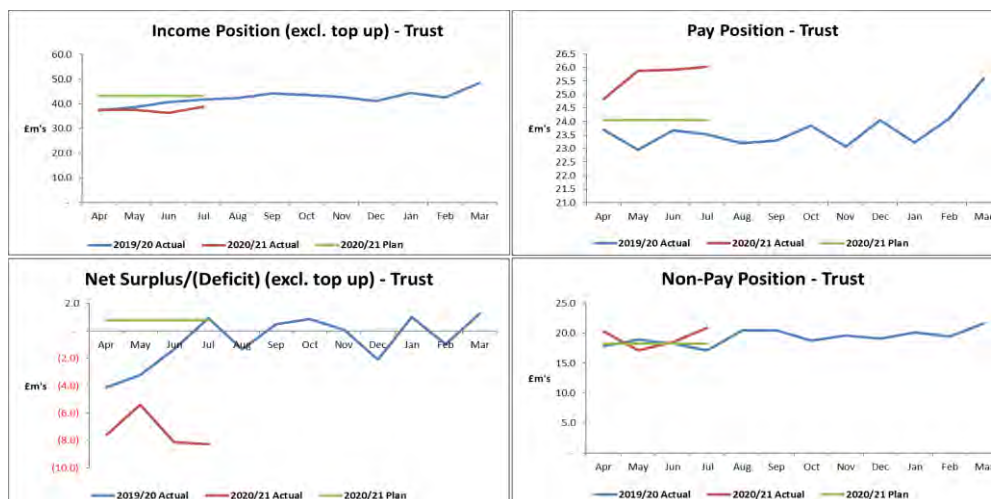 Income Position (excl. top up) - Trust
60.0
50.0
40.0
£m's
30.0
20.0
10.0
-
Apr May Jun Jul Aug Sep Oct Nov Dec Jan Feb Mar
2019/20 Actual 2020/21 Actual 2020/21 Plan
Pay Position - Trust
26.5
26.0
25.5
25.0
24.5
£m's
24.0
23.5
23.0
22.5
22.0
21.5
21.0
Apr May Jun Jul Aug Sep Oct Nov Dec Jan Feb Mar
2019/20 Actual 2020/21 Actual 2020/21 Plan
Net Surplus/(Deficit) (excl. top up) - Trust
2.0
-
Apr May Jun Jul Aug Sep Oct Nov Dec Jan Feb Mar
(2.0)
£m's
(4.0)
(6.0)
(8.0)
(10.0)
2019/20 Actual 2020/21 Actual 2020/21 Plan
Non-Pay Position - Trust
25.0
20.0
15.0
£m's
10.0
5.0
-
Apr May Jun Jul Aug Sep Oct Nov Dec Jan Feb Mar
2019/20 Actual 2020/21 Actual 2020/21 Plan